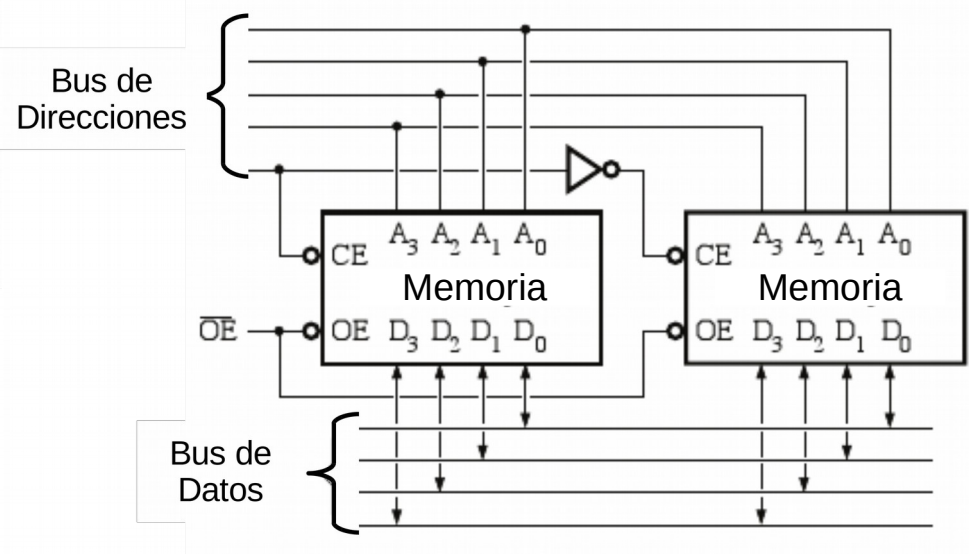 Bus de
Direcciones
CE A₃ A₂ A₁ A₀
Memoria
O̅E̅ OE D₃ D₂ D₁ D₀
CE A₃ A₂ A₁ A₀
Memoria
OE D₃ D₂ D₁ D₀
Bus de
Datos